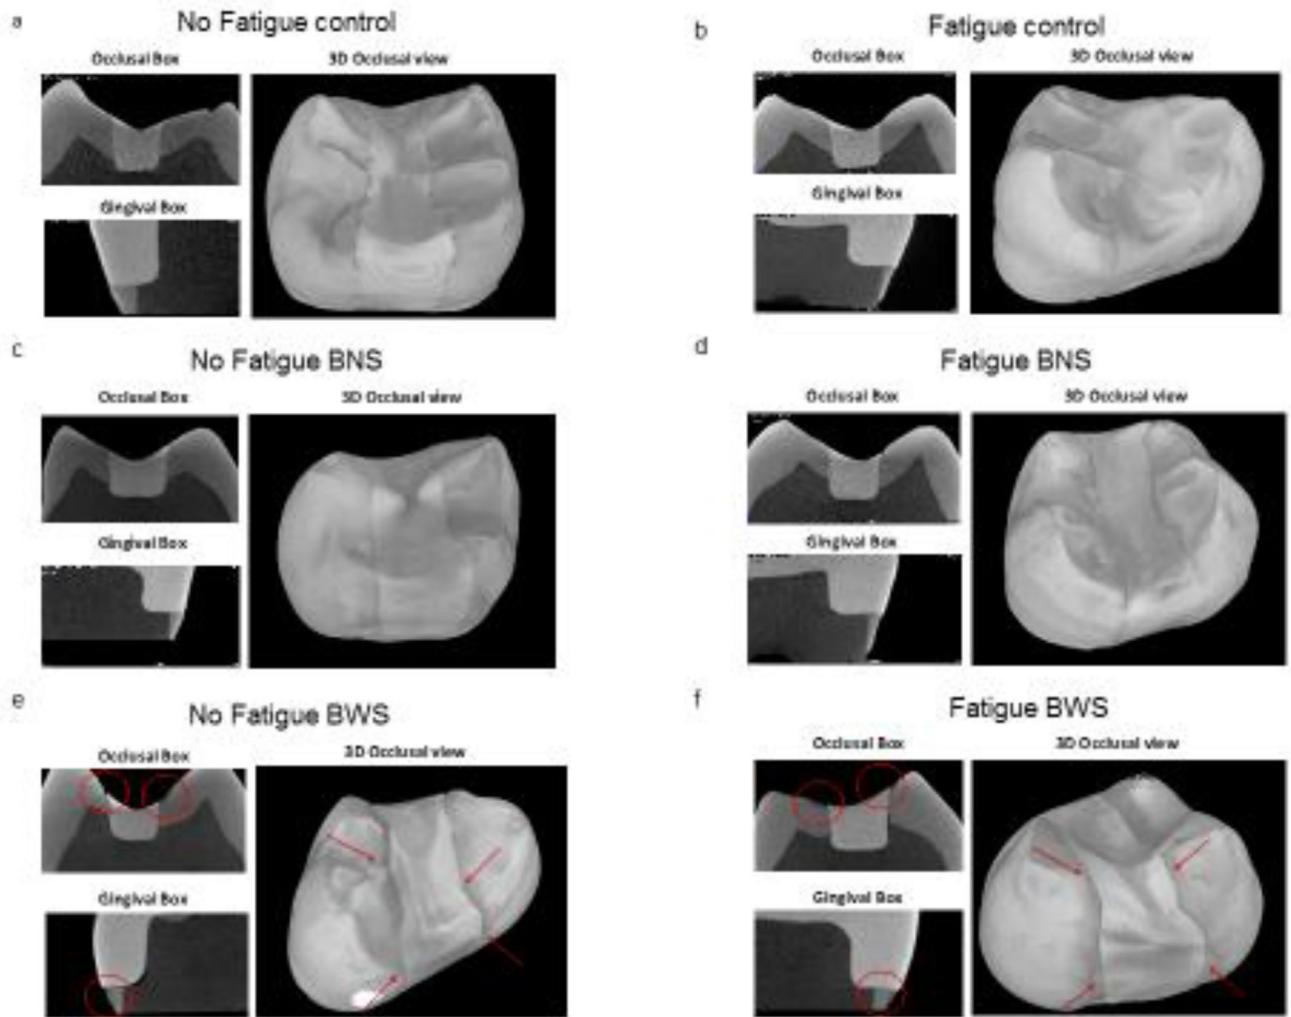 a
No Fatigue control
Occlusal Box
3D Occlusal view
Gingival Box
b
Fatigue control
Occlusal Box
3D Occlusal view
Gingival Box
c
No Fatigue BNS
Occlusal Box
3D Occlusal view
Gingival Box
d
Fatigue BNS
Occlusal Box
3D Occlusal view
Gingival Box
e
No Fatigue BWS
Occlusal Box
3D Occlusal view
Gingival Box
f
Fatigue BWS
Occlusal Box
3D Occlusal view
Gingival Box